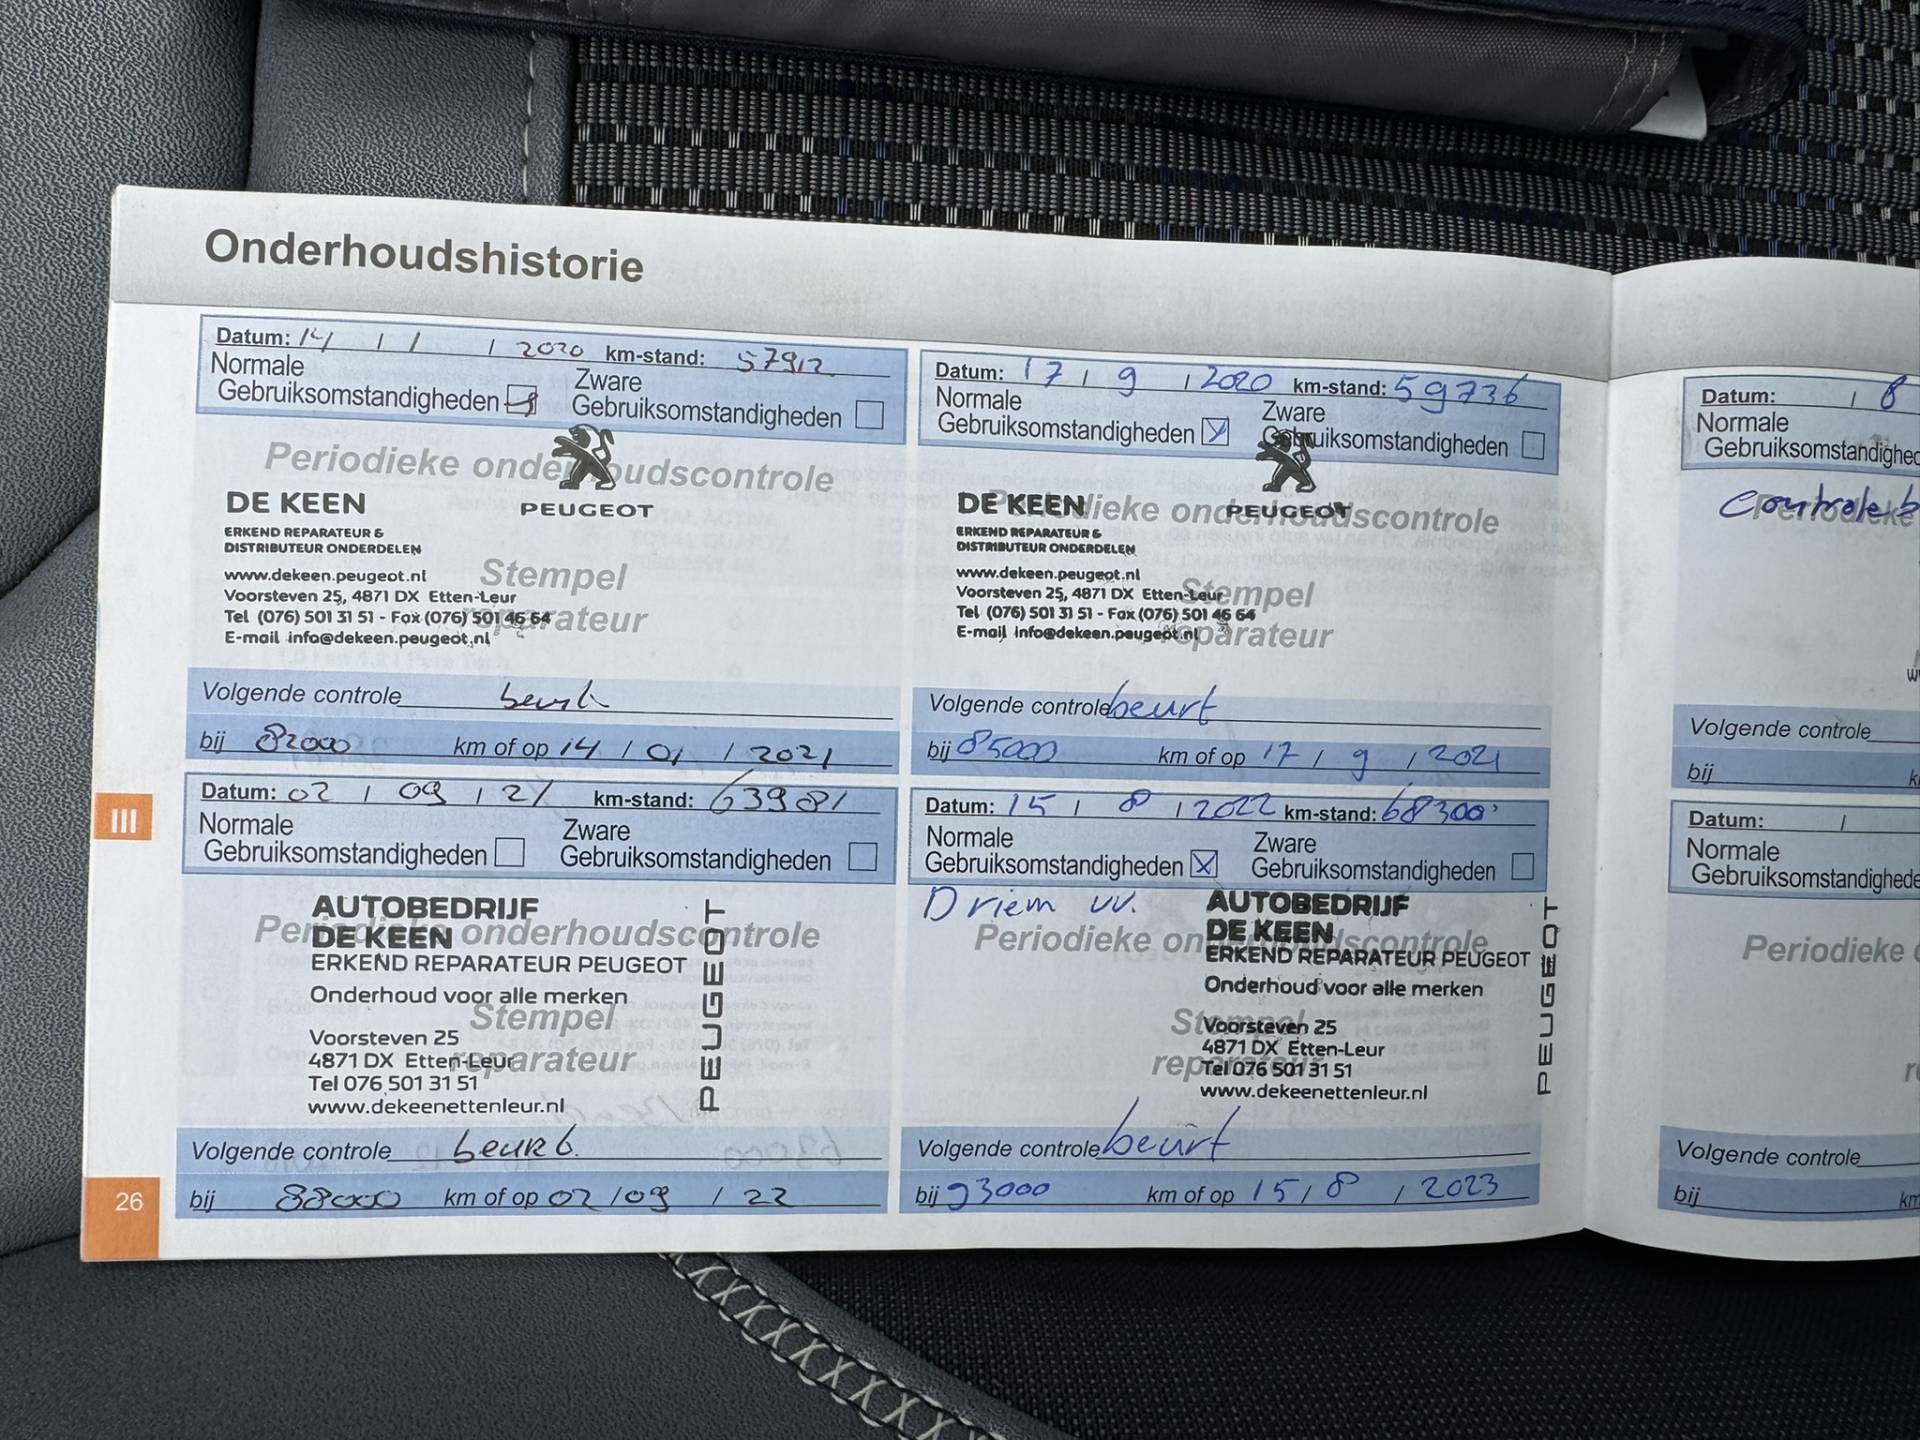 Onderhoudshistorie
Datum: 14 / 1 / 2020 km-stand: 57912
Normale
Gebruiksomstandigheden
Zware
Gebruiksomstandigheden
Periodieke onderhoudscontrole
PEUGEOT
DE KEEN
ERKEND REPARATEUR &
DISTRIBUTEUR ONDERDELEN
Stempel
reparateur
www.dekeen.peugeot.nl
Voorsteven 25, 4871 DX Etten-Leur
Tel (076) 501 31 51 - Fax (076) 501 46 64
E-mail info@dekeen.peugeot.nl
Volgende controle beurt
bij 82000 km of op 14 / 01 / 2021
Datum: 17 / 9 / 2020 km-stand: 59736
Normale
Gebruiksomstandigheden
Zware
Gebruiksomstandigheden
Periodieke onderhoudscontrole
PEUGEOT
DE KEEN
ERKEND REPARATEUR &
DISTRIBUTEUR ONDERDELEN
Stempel
reparateur
www.dekeen.peugeot.nl
Voorsteven 25, 4871 DX Etten-Leur
Tel (076) 501 31 51 - Fax (076) 501 46 64
E-mail info@dekeen.peugeot.nl
Volgende controle beurt
bij 85000 km of op 17 / 9 / 2021
III
Datum: 02 / 09 / 21 km-stand: 63981
Normale
Gebruiksomstandigheden
Zware
Gebruiksomstandigheden
Periodieke onderhoudscontrole
Stempel
reparateur
AUTOBEDRIJF
DE KEEN
ERKEND REPARATEUR PEUGEOT
Onderhoud voor alle merken
Voorsteven 25
4871 DX Etten-Leur
Tel 076 501 31 51
www.dekeenettenleur.nl
PEUGEOT
Volgende controle beurt.
bij 88000 km of op 02 / 09 / 22
Datum: 15 / 8 / 2022 km-stand: 68300
Normale
Gebruiksomstandigheden
Zware
Gebruiksomstandigheden
Driem vv.
Periodieke onderhoudscontrole
Stempel
reparateur
AUTOBEDRIJF
DE KEEN
ERKEND REPARATEUR PEUGEOT
Onderhoud voor alle merken
Voorsteven 25
4871 DX Etten-Leur
Tel 076 501 31 51
www.dekeenettenleur.nl
PEUGEOT
Volgende controle beurt
bij 93000 km of op 15 / 8 / 2023
26
Datum: / 8
Normale
Gebruiksomstandighed
Controle b
Periodieke
Volgende controle
bij
Datum: /
Normale
Gebruiksomstandighede
Periodieke o
Volgende controle
bij km